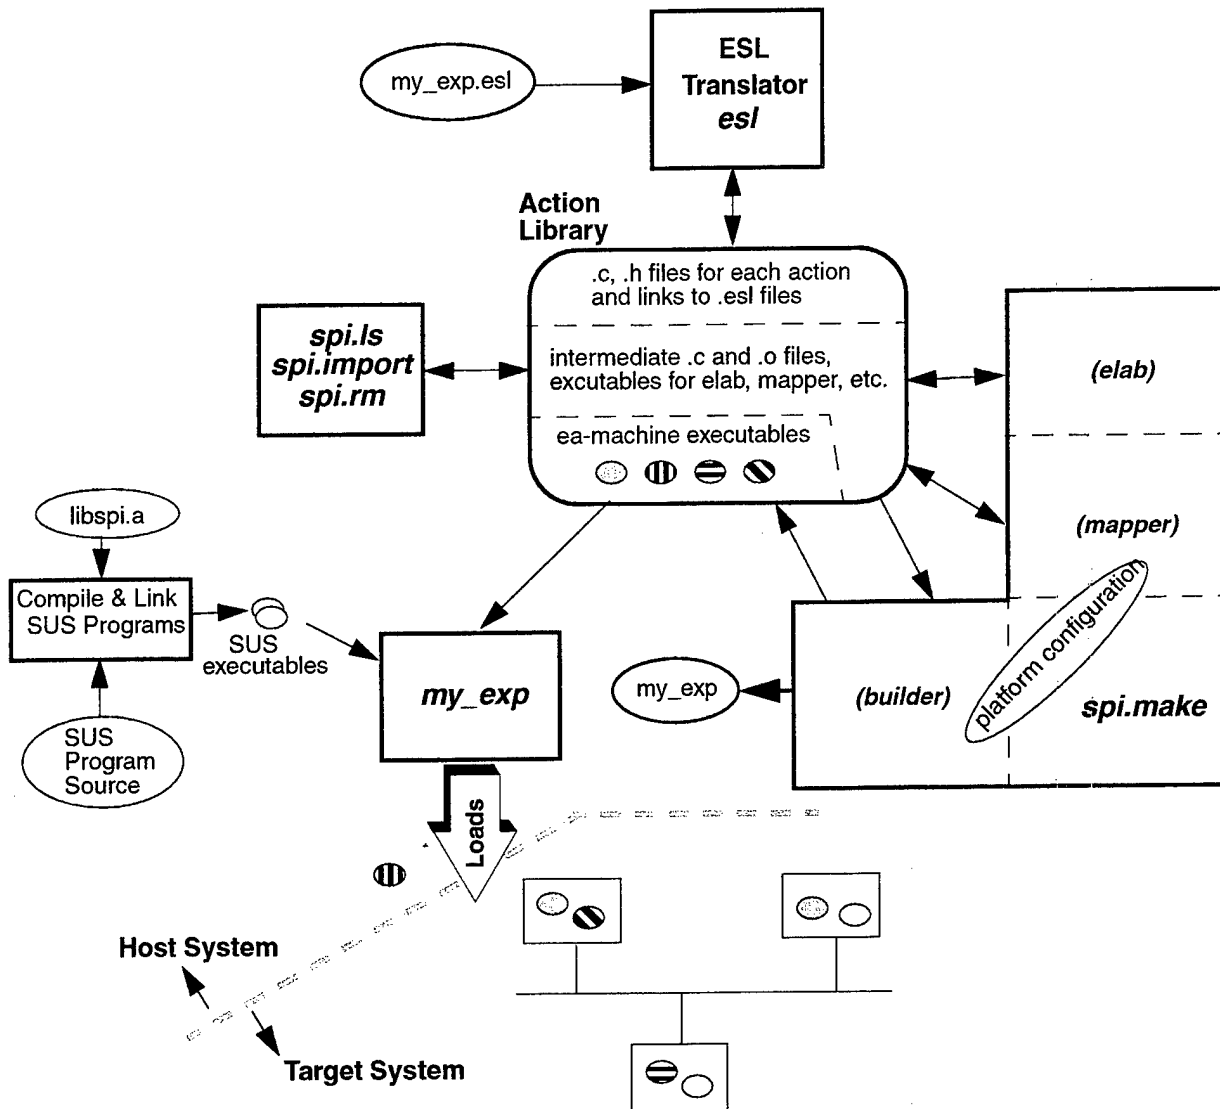 my_exp.esl
ESL
Translator
esl
Action
Library
.c, .h files for each action
and links to .esl files
spi.ls
spi.import
spi.rm
intermediate .c and .o files,
excutables for elab, mapper, etc.
(elab)
ea-machine executables
libspi.a
(mapper)
Compile & Link
SUS Programs
SUS
executables
platform configuration
my_exp
my_exp
(builder)
spi.make
SUS
Program
Source
Loads
Host System
Target System